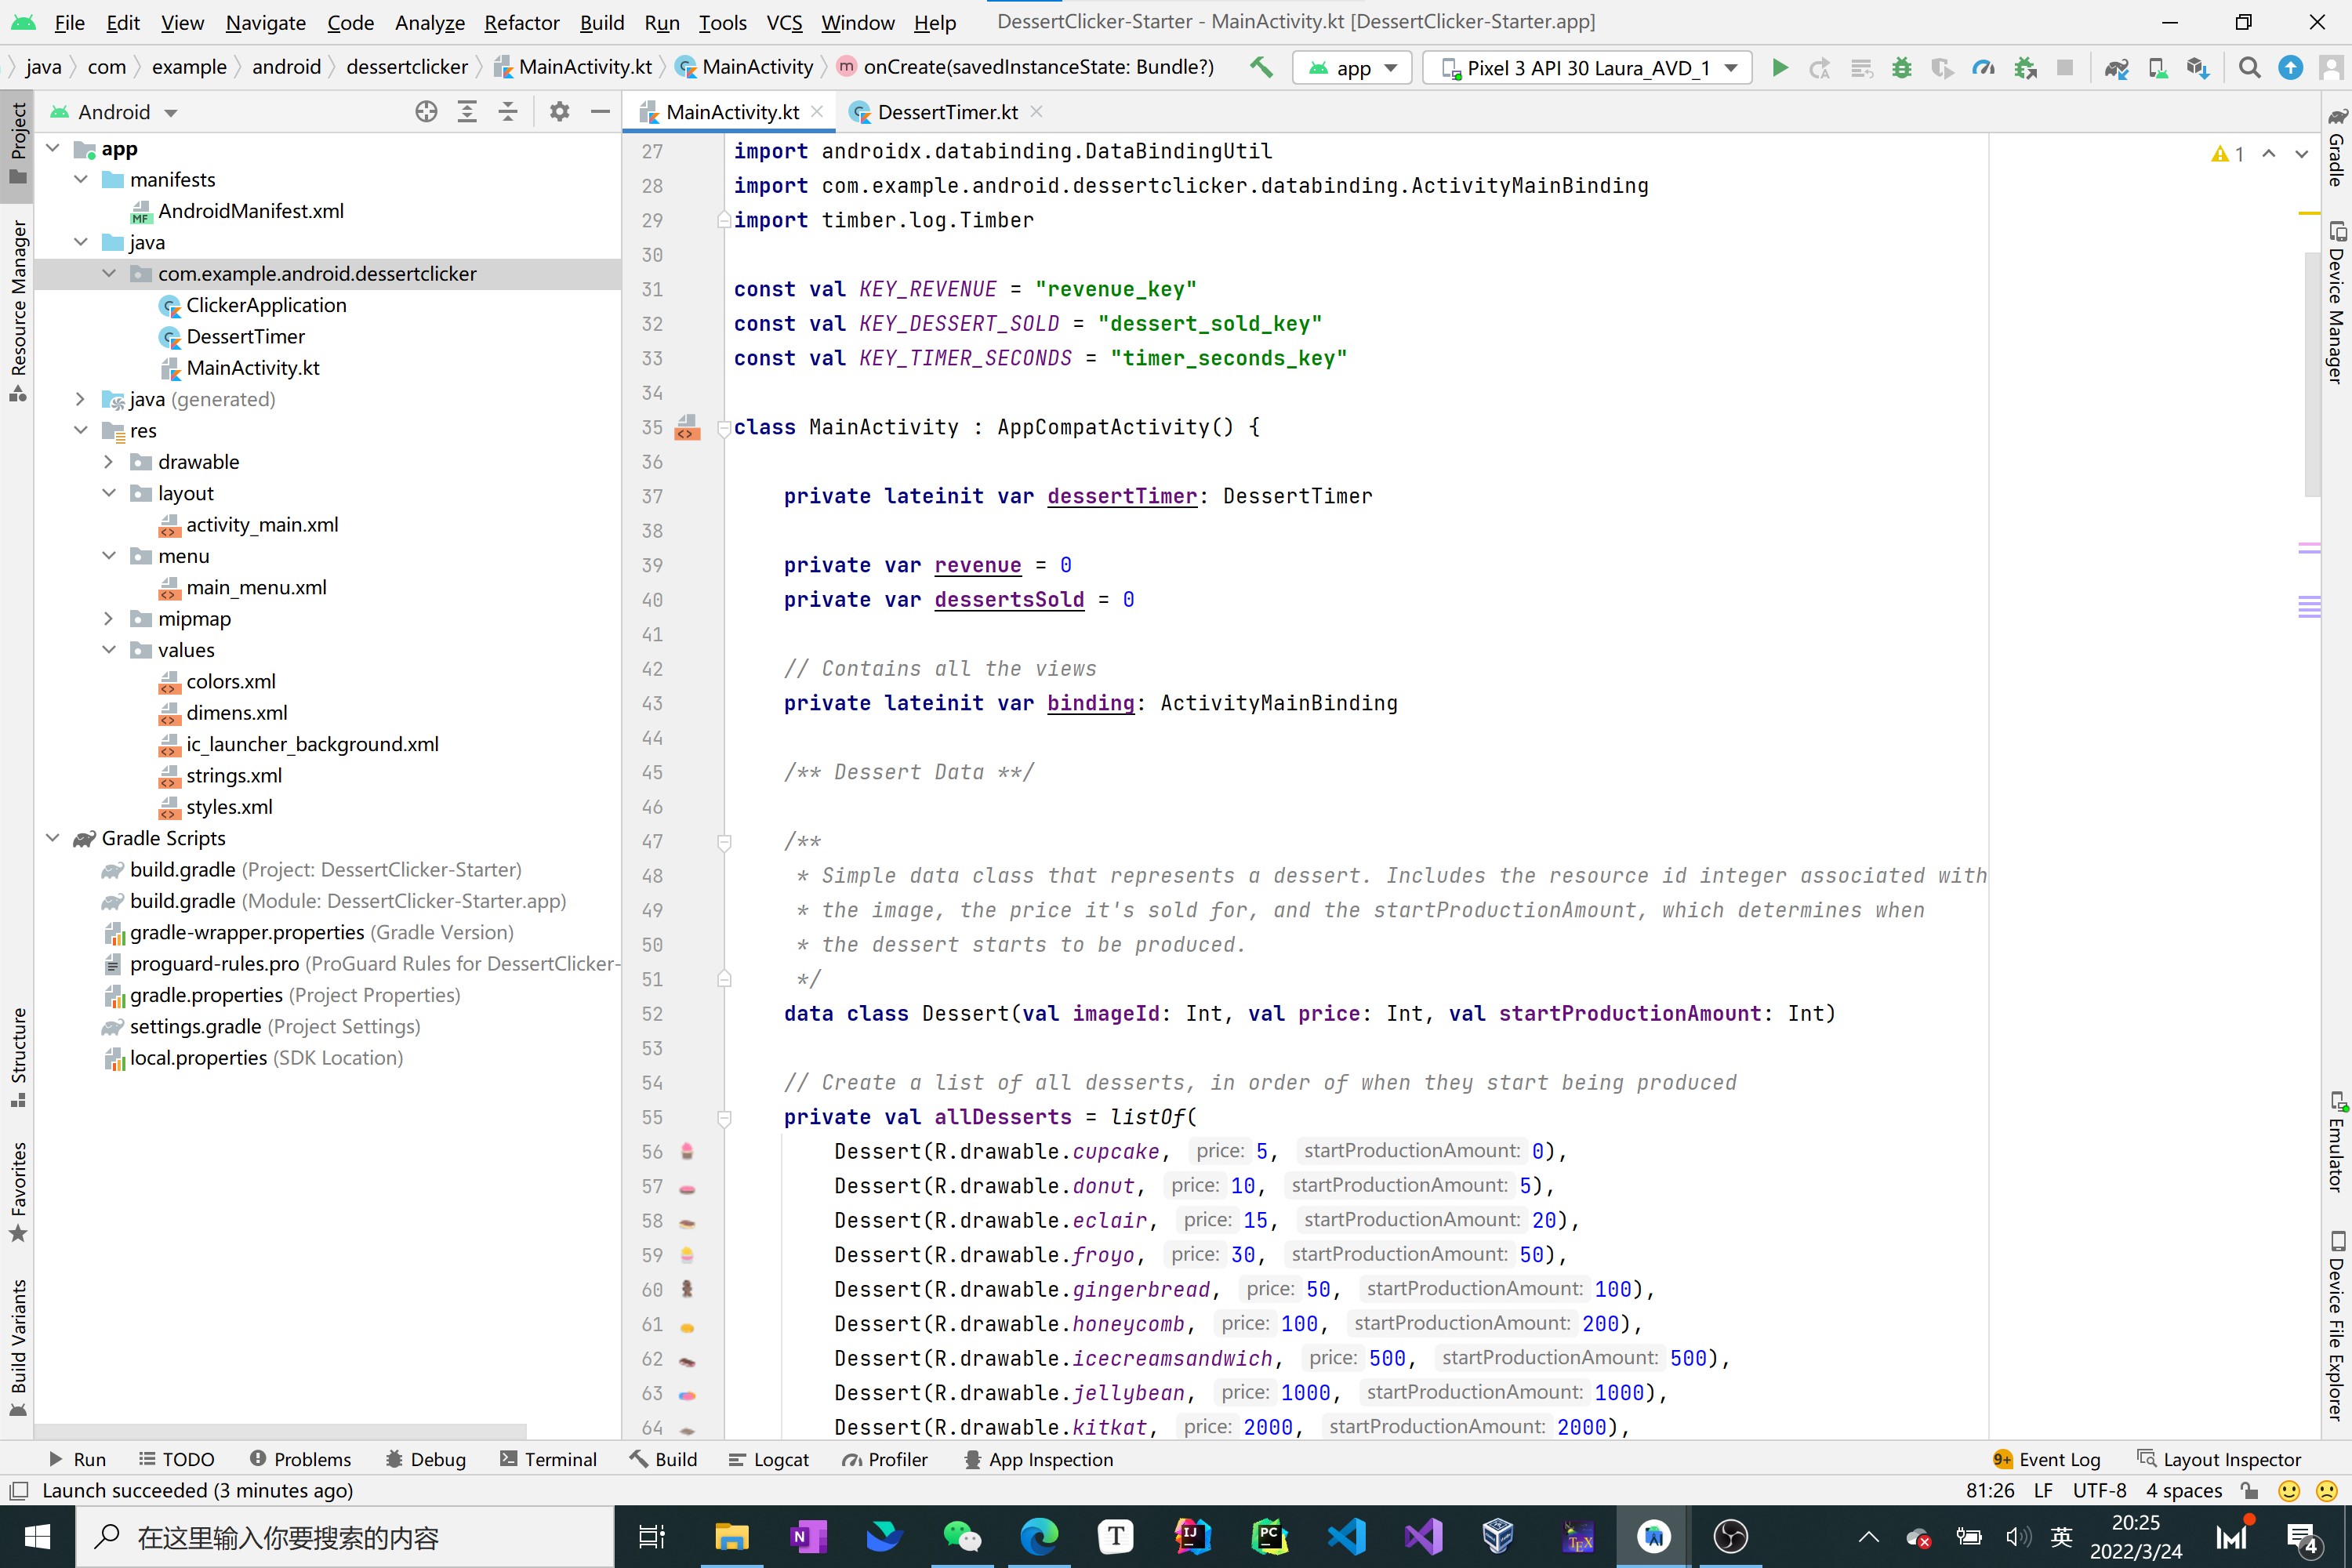 File Edit View Navigate Code Analyze Refactor Build Run Tools VCS Window Help DessertClicker-Starter - MainActivity.kt [DessertClicker-Starter.app]
java com example android dessertclicker MainActivity.kt MainActivity onCreate(savedInstanceState: Bundle?) app Pixel 3 API 30 Laura_AVD_1
Project
Resource Manager
Structure
Favorites
Build Variants
Android
app
manifests
AndroidManifest.xml
java
com.example.android.dessertclicker
ClickerApplication
DessertTimer
MainActivity.kt
java (generated)
res
drawable
layout
activity_main.xml
menu
main_menu.xml
mipmap
values
colors.xml
dimens.xml
ic_launcher_background.xml
strings.xml
styles.xml
Gradle Scripts
build.gradle (Project: DessertClicker-Starter)
build.gradle (Module: DessertClicker-Starter.app)
gradle-wrapper.properties (Gradle Version)
proguard-rules.pro (ProGuard Rules for DessertClicker-
gradle.properties (Project Properties)
settings.gradle (Project Settings)
local.properties (SDK Location)
MainActivity.kt DessertTimer.kt
1
27 import androidx.databinding.DataBindingUtil
28 import com.example.android.dessertclicker.databinding.ActivityMainBinding
29 import timber.log.Timber
30
31 const val KEY_REVENUE = "revenue_key"
32 const val KEY_DESSERT_SOLD = "dessert_sold_key"
33 const val KEY_TIMER_SECONDS = "timer_seconds_key"
34
35 class MainActivity : AppCompatActivity() {
36
37 private lateinit var dessertTimer: DessertTimer
38
39 private var revenue = 0
40 private var dessertsSold = 0
41
42 // Contains all the views
43 private lateinit var binding: ActivityMainBinding
44
45 /** Dessert Data **/
46
47 /**
48 * Simple data class that represents a dessert. Includes the resource id integer associated with
49 * the image, the price it's sold for, and the startProductionAmount, which determines when
50 * the dessert starts to be produced.
51 */
52 data class Dessert(val imageId: Int, val price: Int, val startProductionAmount: Int)
53
54 // Create a list of all desserts, in order of when they start being produced
55 private val allDesserts = listOf(
56 Dessert(R.drawable.cupcake, price: 5, startProductionAmount: 0),
57 Dessert(R.drawable.donut, price: 10, startProductionAmount: 5),
58 Dessert(R.drawable.eclair, price: 15, startProductionAmount: 20),
59 Dessert(R.drawable.froyo, price: 30, startProductionAmount: 50),
60 Dessert(R.drawable.gingerbread, price: 50, startProductionAmount: 100),
61 Dessert(R.drawable.honeycomb, price: 100, startProductionAmount: 200),
62 Dessert(R.drawable.icecreamsandwich, price: 500, startProductionAmount: 500),
63 Dessert(R.drawable.jellybean, price: 1000, startProductionAmount: 1000),
64 Dessert(R.drawable.kitkat, price: 2000, startProductionAmount: 2000),
Gradle
Device Manager
Emulator
Device File Explorer
Run TODO Problems Debug Terminal Build Logcat Profiler App Inspection 9+ Event Log Layout Inspector
Launch succeeded (3 minutes ago) 81:26 LF UTF-8 4 spaces
在这里输入你要搜索的内容 英 20:25
2022/3/24 4